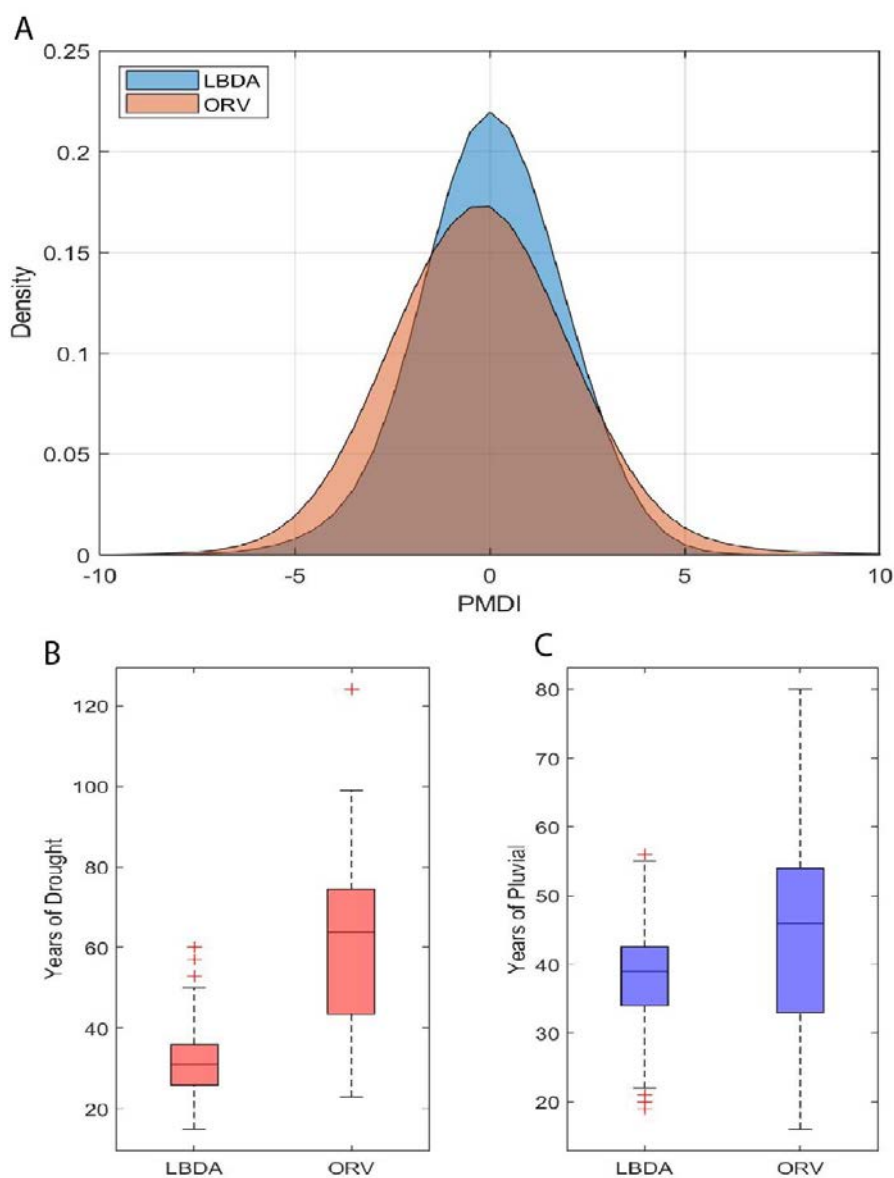 A
0.25
0.2
0.15
0.1
0.05
0
Density
LBDA
ORV
-10
-5
0
5
10
PMDI
B
120
100
80
60
40
20
Years of Drought
LBDA
ORV
C
80
70
60
50
40
30
20
Years of Pluvial
LBDA
ORV